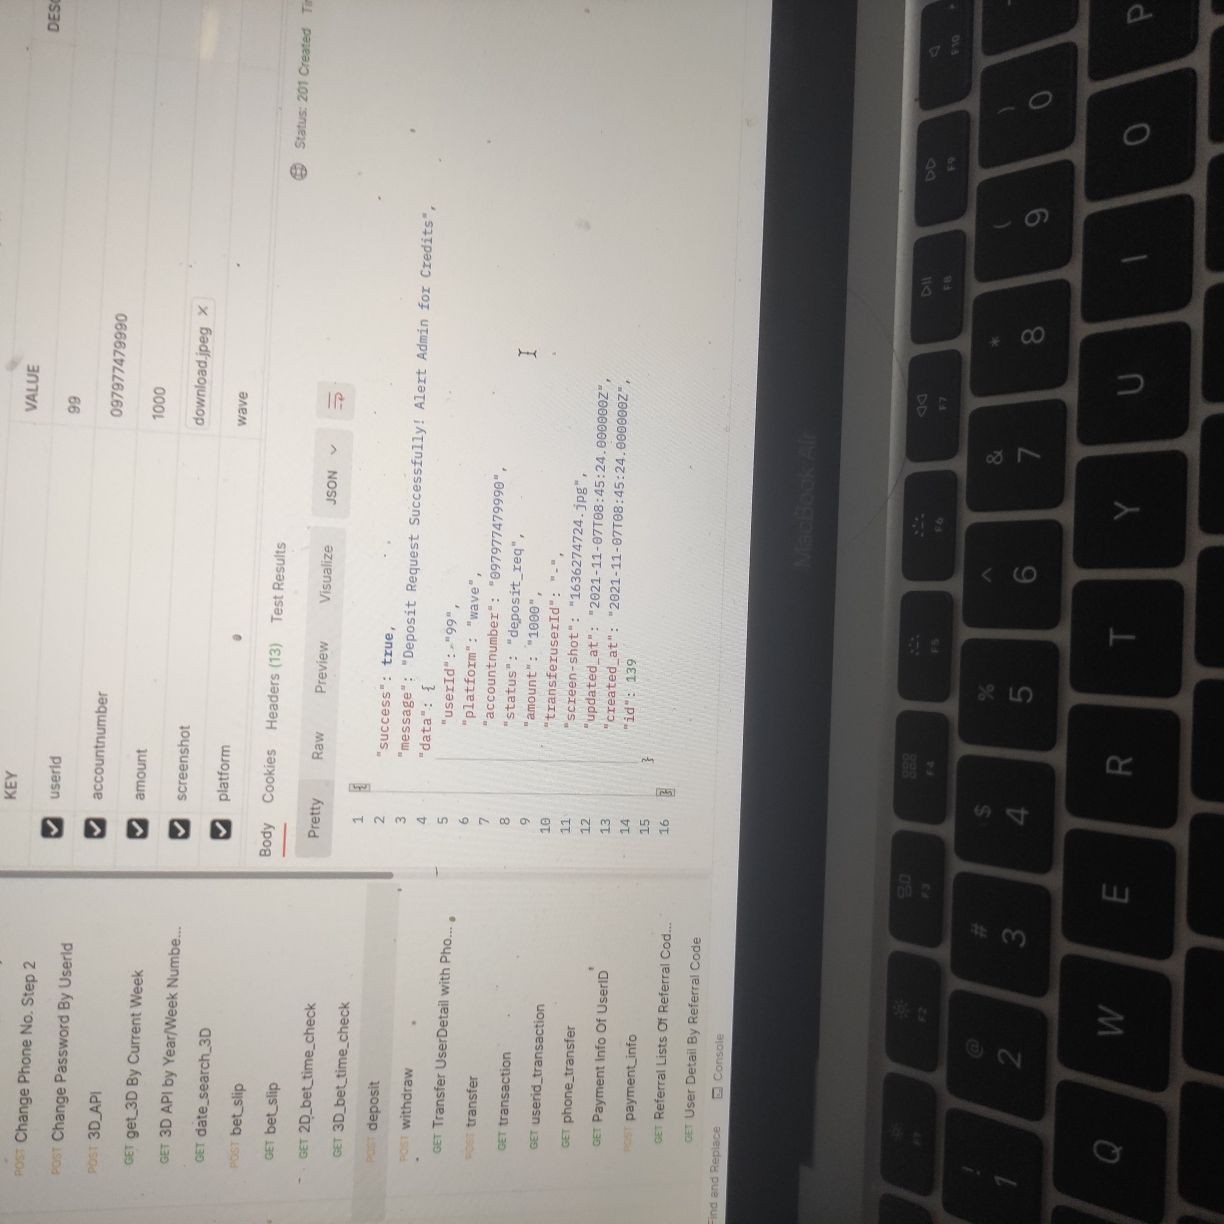 POST Change Phone No. Step 2
POST Change Password By UserId
POST 3D_API
GET get_3D By Current Week
GET 3D API by Year/Week Numbe...
GET date_search_3D
POST bet_slip
GET bet_slip
GET 2D_bet_time_check
GET 3D_bet_time_check
POST deposit
POST withdraw
GET Transfer UserDetail with Pho...
POST transfer
GET transaction
GET userid_transaction
GET phone_transfer
GET Payment Info Of UserID
POST payment_info
GET Referral Lists Of Referral Cod...
GET User Detail By Referral Code
Find and Replace Console
KEY VALUE DESC
userId 99
accountnumber 097977479990
amount 1000
screenshot download.jpeg ×
platform wave
Body Cookies Headers (13) Test Results Status: 201 Created
Pretty Raw Preview Visualize JSON
1 {
2 "success": true,
3 "message": "Deposit Request Successfully! Alert Admin for Credits",
4 "data": {
5 "userId": "99",
6 "platform": "wave",
7 "accountnumber": "097977479990",
8 "status": "deposit_req",
9 "amount": "1000",
10 "transferuserId": "-",
11 "screen-shot": "1636274724.jpg",
12 "updated_at": "2021-11-07T08:45:24.000000Z",
13 "created_at": "2021-11-07T08:45:24.000000Z",
14 "id": 139
15 }
16 }
MacBook Air
F1 F2 F3 F4 F5 F6 F7 F8 F9 F10
! @ # $ % ^ & * ( )
1 2 3 4 5 6 7 8 9 0
Q W E R T Y U I O P